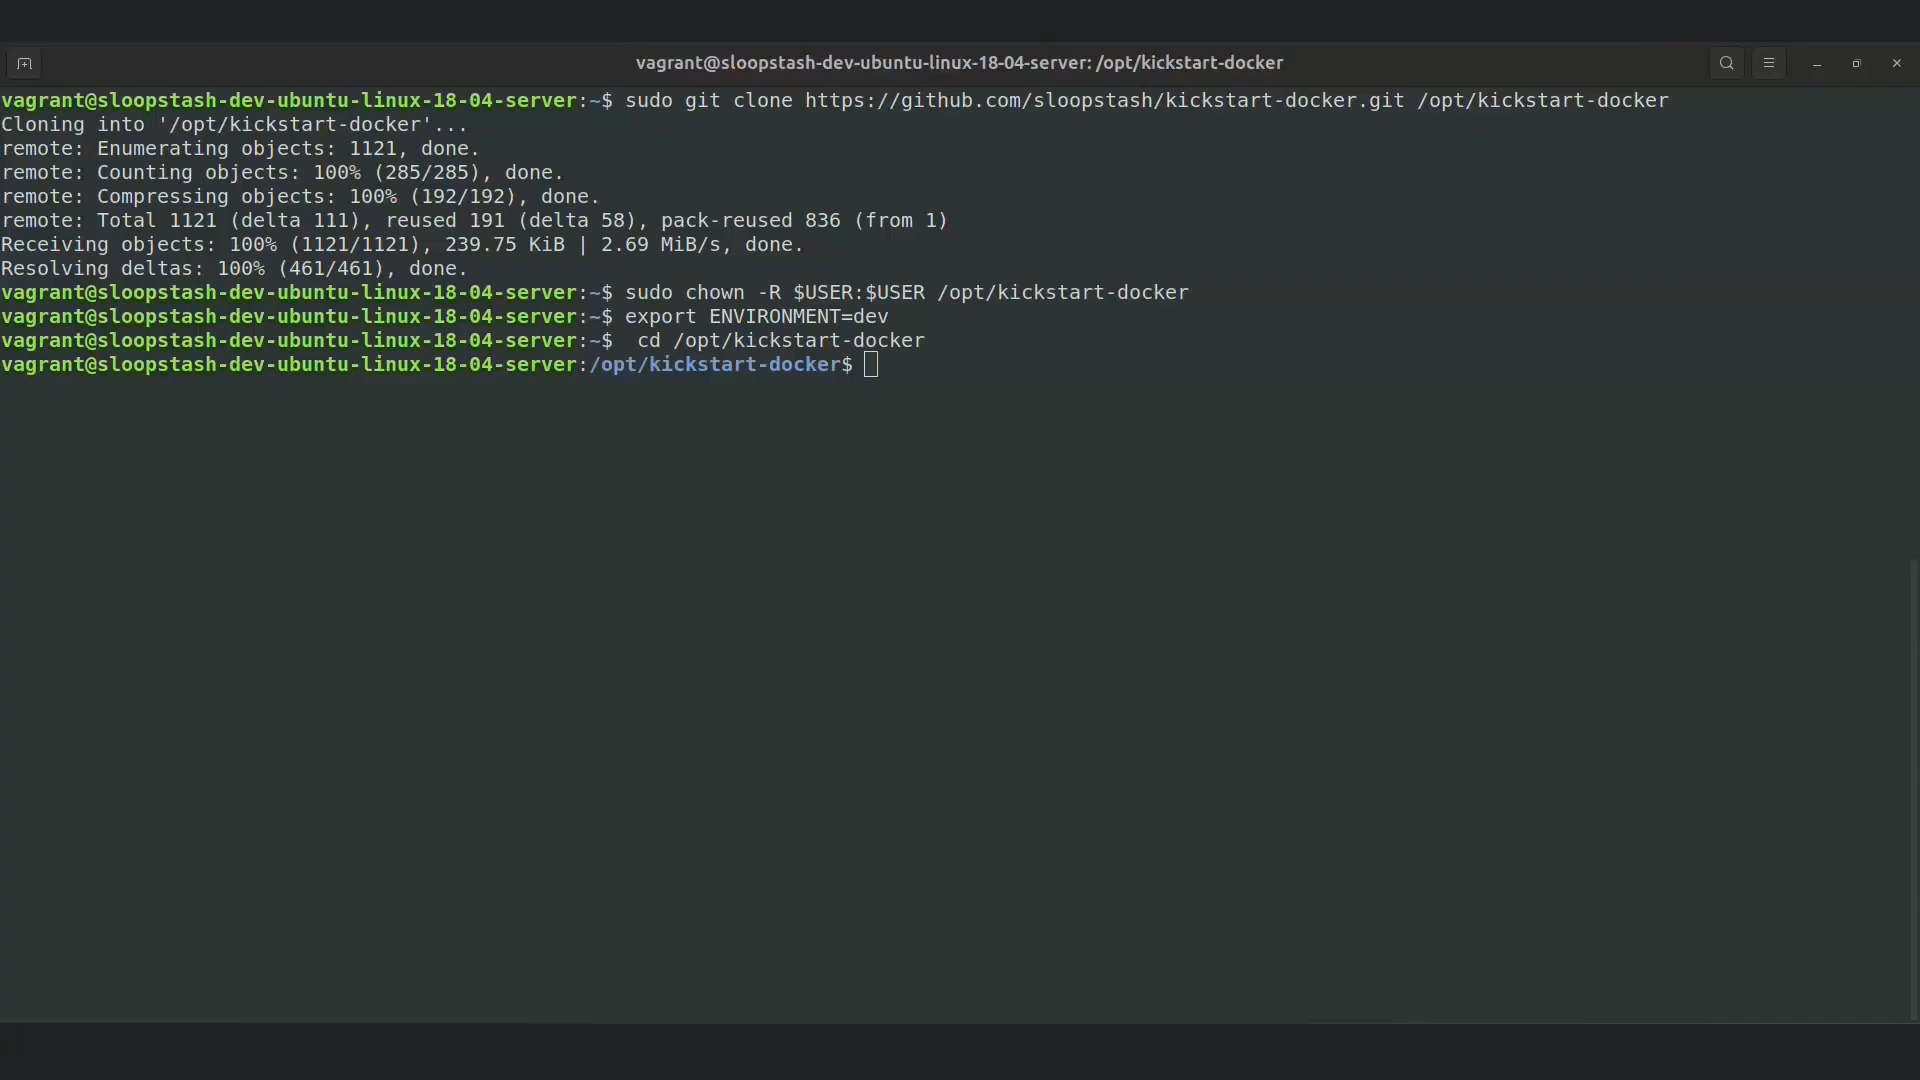 vagrant@sloopstash-dev-ubuntu-linux-18-04-server: /opt/kickstart-docker
vagrant@sloopstash-dev-ubuntu-linux-18-04-server:~$ sudo git clone https://github.com/sloopstash/kickstart-docker.git /opt/kickstart-docker
Cloning into '/opt/kickstart-docker'...
remote: Enumerating objects: 1121, done.
remote: Counting objects: 100% (285/285), done.
remote: Compressing objects: 100% (192/192), done.
remote: Total 1121 (delta 111), reused 191 (delta 58), pack-reused 836 (from 1)
Receiving objects: 100% (1121/1121), 239.75 KiB | 2.69 MiB/s, done.
Resolving deltas: 100% (461/461), done.
vagrant@sloopstash-dev-ubuntu-linux-18-04-server:~$ sudo chown -R $USER:$USER /opt/kickstart-docker
vagrant@sloopstash-dev-ubuntu-linux-18-04-server:~$ export ENVIRONMENT=dev
vagrant@sloopstash-dev-ubuntu-linux-18-04-server:~$  cd /opt/kickstart-docker
vagrant@sloopstash-dev-ubuntu-linux-18-04-server:/opt/kickstart-docker$